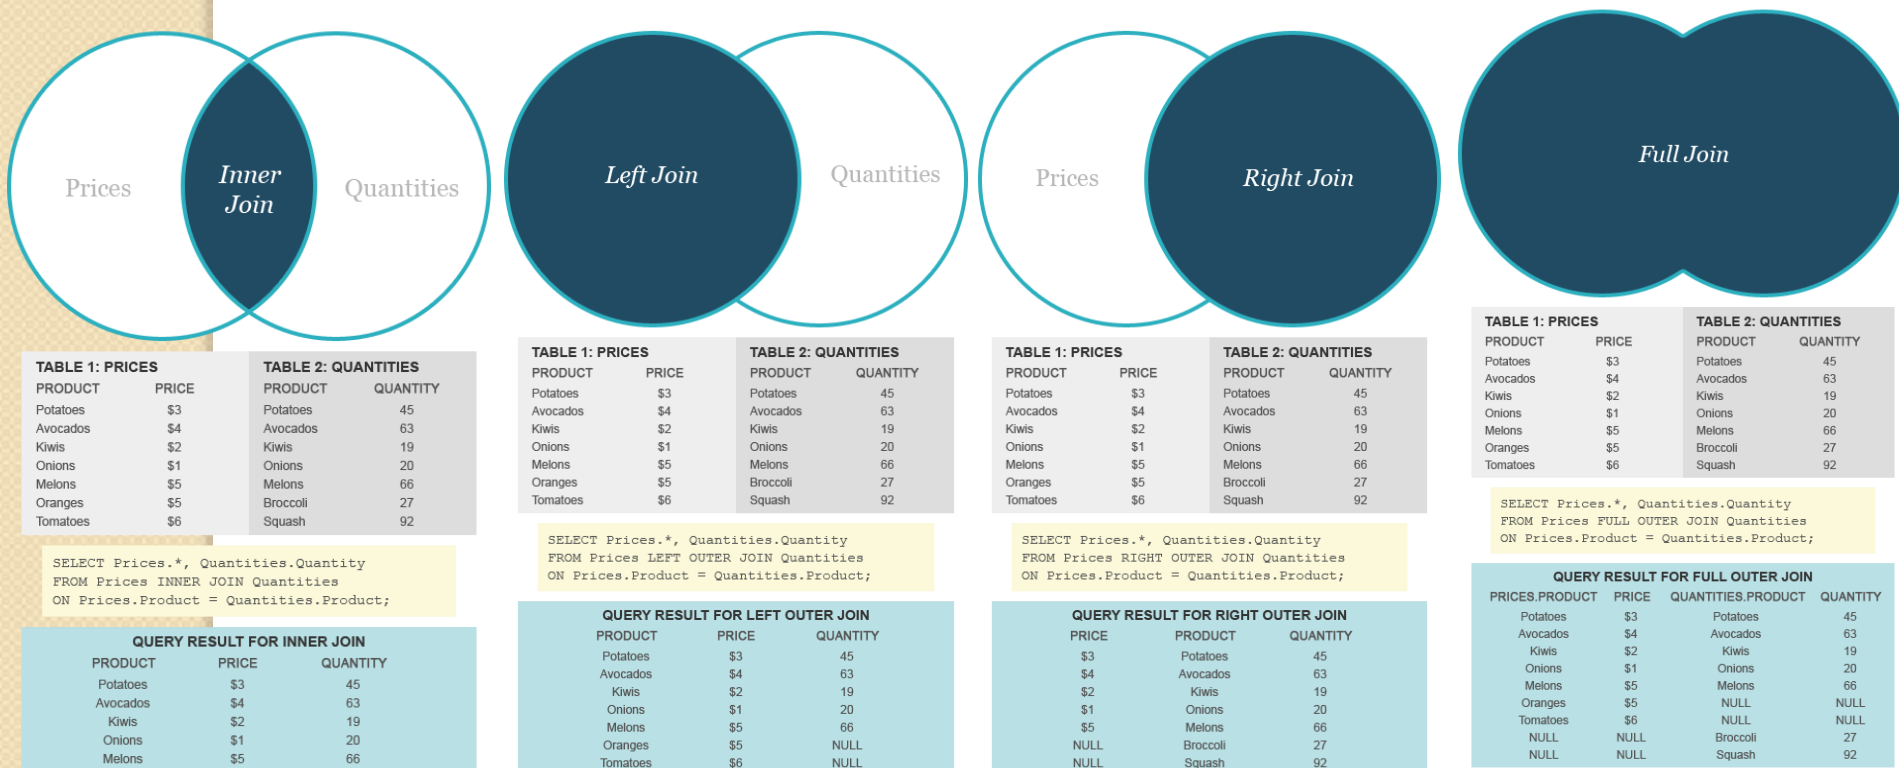 Prices
Inner
Join
Quantities
TABLE 1: PRICES
PRODUCT PRICE
Potatoes $3
Avocados $4
Kiwis $2
Onions $1
Melons $5
Oranges $5
Tomatoes $6
TABLE 2: QUANTITIES
PRODUCT QUANTITY
Potatoes 45
Avocados 63
Kiwis 19
Onions 20
Melons 66
Broccoli 27
Squash 92
SELECT Prices.*, Quantities.Quantity
FROM Prices INNER JOIN Quantities
ON Prices.Product = Quantities.Product;
QUERY RESULT FOR INNER JOIN
PRODUCT PRICE QUANTITY
Potatoes $3 45
Avocados $4 63
Kiwis $2 19
Onions $1 20
Melons $5 66
Left Join
Quantities
TABLE 1: PRICES
PRODUCT PRICE
Potatoes $3
Avocados $4
Kiwis $2
Onions $1
Melons $5
Oranges $5
Tomatoes $6
TABLE 2: QUANTITIES
PRODUCT QUANTITY
Potatoes 45
Avocados 63
Kiwis 19
Onions 20
Melons 66
Broccoli 27
Squash 92
SELECT Prices.*, Quantities.Quantity
FROM Prices LEFT OUTER JOIN Quantities
ON Prices.Product = Quantities.Product;
QUERY RESULT FOR LEFT OUTER JOIN
PRODUCT PRICE QUANTITY
Potatoes $3 45
Avocados $4 63
Kiwis $2 19
Onions $1 20
Melons $5 66
Oranges $5 NULL
Tomatoes $6 NULL
Prices
Right Join
TABLE 1: PRICES
PRODUCT PRICE
Potatoes $3
Avocados $4
Kiwis $2
Onions $1
Melons $5
Oranges $5
Tomatoes $6
TABLE 2: QUANTITIES
PRODUCT QUANTITY
Potatoes 45
Avocados 63
Kiwis 19
Onions 20
Melons 66
Broccoli 27
Squash 92
SELECT Prices.*, Quantities.Quantity
FROM Prices RIGHT OUTER JOIN Quantities
ON Prices.Product = Quantities.Product;
QUERY RESULT FOR RIGHT OUTER JOIN
PRICE PRODUCT QUANTITY
$3 Potatoes 45
$4 Avocados 63
$2 Kiwis 19
$1 Onions 20
$5 Melons 66
NULL Broccoli 27
NULL Squash 92
Full Join
TABLE 1: PRICES
PRODUCT PRICE
Potatoes $3
Avocados $4
Kiwis $2
Onions $1
Melons $5
Oranges $5
Tomatoes $6
TABLE 2: QUANTITIES
PRODUCT QUANTITY
Potatoes 45
Avocados 63
Kiwis 19
Onions 20
Melons 66
Broccoli 27
Squash 92
SELECT Prices.*, Quantities.Quantity
FROM Prices FULL OUTER JOIN Quantities
ON Prices.Product = Quantities.Product;
QUERY RESULT FOR FULL OUTER JOIN
PRICES.PRODUCT PRICE QUANTITIES.PRODUCT QUANTITY
Potatoes $3 Potatoes 45
Avocados $4 Avocados 63
Kiwis $2 Kiwis 19
Onions $1 Onions 20
Melons $5 Melons 66
Oranges $5 NULL NULL
Tomatoes $6 NULL NULL
NULL NULL Broccoli 27
NULL NULL Squash 92